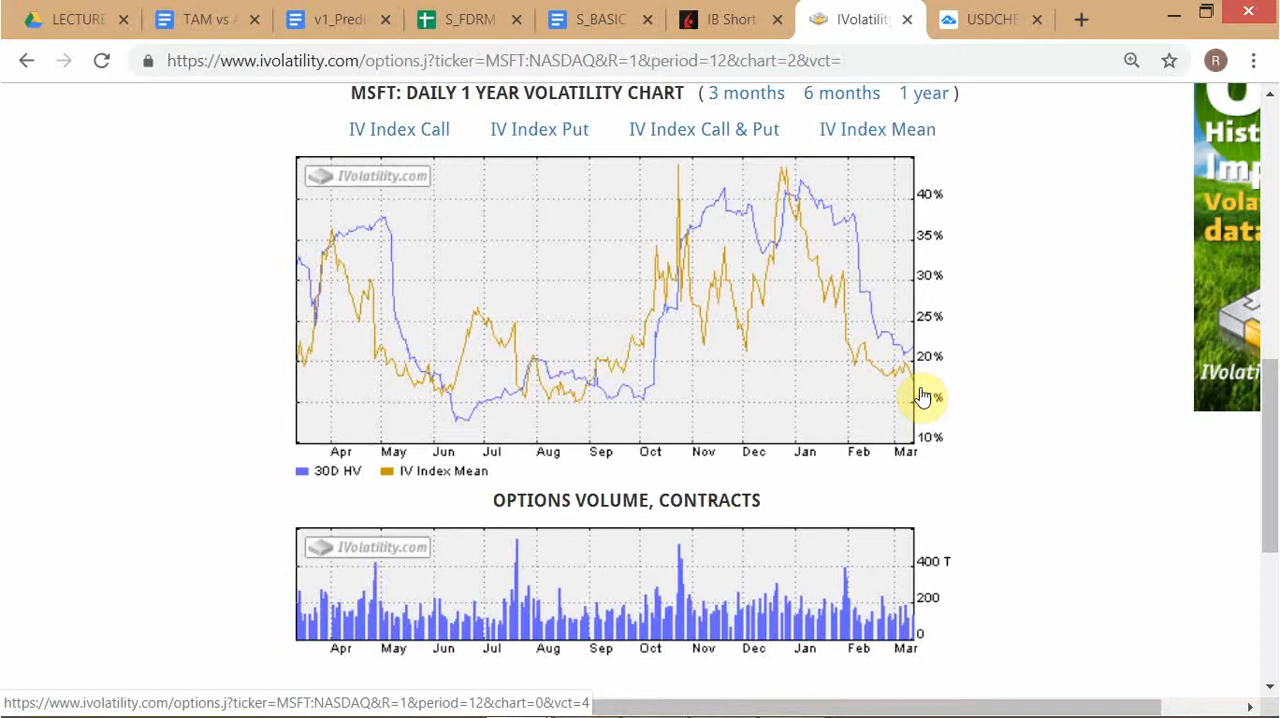 LECTURE
TAM vs
v1_Predi
S_FDRM
S_BASIC
IB Short
IVolatility
USDCHF
https://www.ivolatility.com/options.j?ticker=MSFT:NASDAQ&R=1&period=12&chart=2&vct=
R
MSFT: DAILY 1 YEAR VOLATILITY CHART ( 3 months 6 months 1 year )
IV Index Call IV Index Put IV Index Call & Put IV Index Mean
IVolatility.com
40%
35%
30%
25%
20%
%
10%
Apr May Jun Jul Aug Sep Oct Nov Dec Jan Feb Mar
30D HV IV Index Mean
OPTIONS VOLUME, CONTRACTS
IVolatility.com
400 T
200
0
Apr May Jun Jul Aug Sep Oct Nov Dec Jan Feb Mar
Hist
Imp
Vola
data
IVolati
https://www.ivolatility.com/options.j?ticker=MSFT:NASDAQ&R=1&period=12&chart=0&vct=4